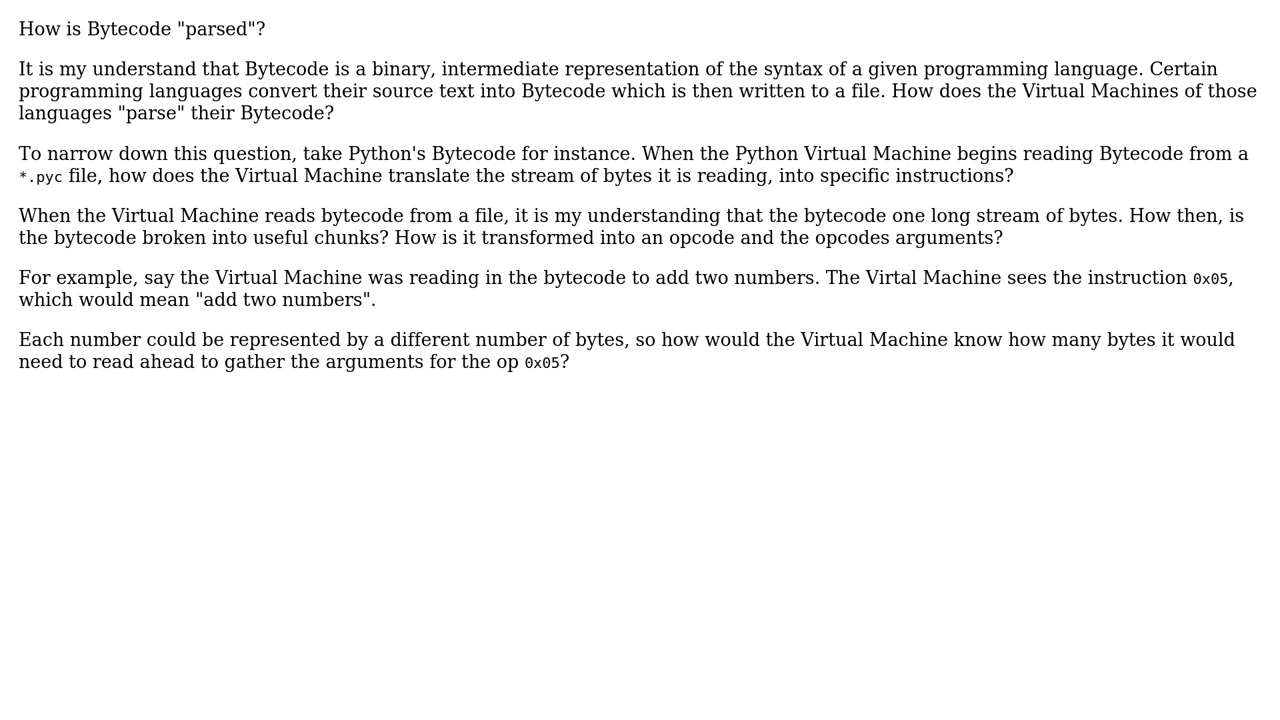 How is Bytecode "parsed"?
It is my understand that Bytecode is a binary, intermediate representation of the syntax of a given programming language. Certain
programming languages convert their source text into Bytecode which is then written to a file. How does the Virtual Machines of those
languages "parse" their Bytecode?
To narrow down this question, take Python's Bytecode for instance. When the Python Virtual Machine begins reading Bytecode from a
*.pyc file, how does the Virtual Machine translate the stream of bytes it is reading, into specific instructions?
When the Virtual Machine reads bytecode from a file, it is my understanding that the bytecode one long stream of bytes. How then, is
the bytecode broken into useful chunks? How is it transformed into an opcode and the opcodes arguments?
For example, say the Virtual Machine was reading in the bytecode to add two numbers. The Virtal Machine sees the instruction 0x05,
which would mean "add two numbers".
Each number could be represented by a different number of bytes, so how would the Virtual Machine know how many bytes it would
need to read ahead to gather the arguments for the op 0x05?